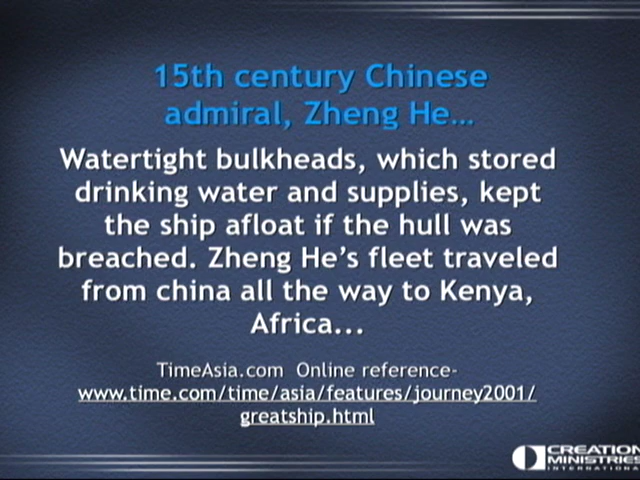 15th century Chinese
admiral, Zheng He...
Watertight bulkheads, which stored
drinking water and supplies, kept
the ship afloat if the hull was
breached. Zheng He's fleet traveled
from china all the way to Kenya,
Africa...
TimeAsia.com Online reference-
www.time.com/time/asia/features/journey2001/
greatship.html
CREATION
MINISTRIES
INTERNATIONAL